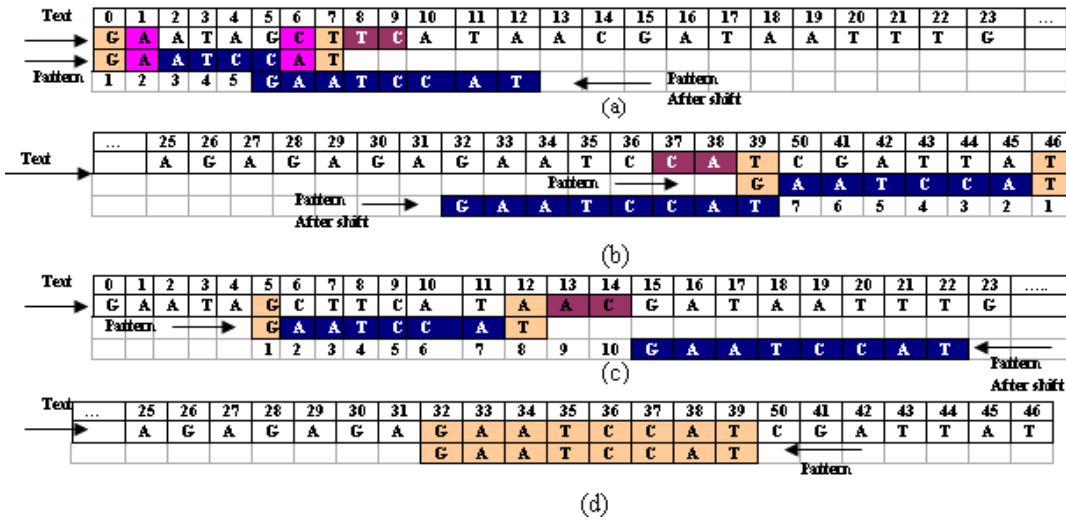 Text 0 1 2 3 4 5 6 7 8 9 10 11 12 13 14 15 16 17 18 19 20 21 22 23 ...
G A A T A G C T T C A T A A C G A T A A T T T G
G A A T C C A T
Pattern 1 2 3 4 5 G A A T C C A T Pattern
After shift
(a)
... 25 26 27 28 29 30 31 32 33 34 35 36 37 38 39 50 41 42 43 44 45 46
Text A G A G A G A G A A T C C A T C G A T T A T
Pattern G A A T C C A T
Pattern G A A T C C A T 7 6 5 4 3 2 1
After shift
(b)
Text 0 1 2 3 4 5 6 7 8 9 10 11 12 13 14 15 16 17 18 19 20 21 22 23 .....
G A A T A G C T T C A T A A C G A T A A T T T G
Pattern G A A T C C A T
1 2 3 4 5 6 7 8 9 10 G A A T C C A T
Pattern
After shift
(c)
Text ... 25 26 27 28 29 30 31 32 33 34 35 36 37 38 39 50 41 42 43 44 45 46
A G A G A G A G A A T C C A T C G A T T A T
G A A T C C A T
Pattern
(d)